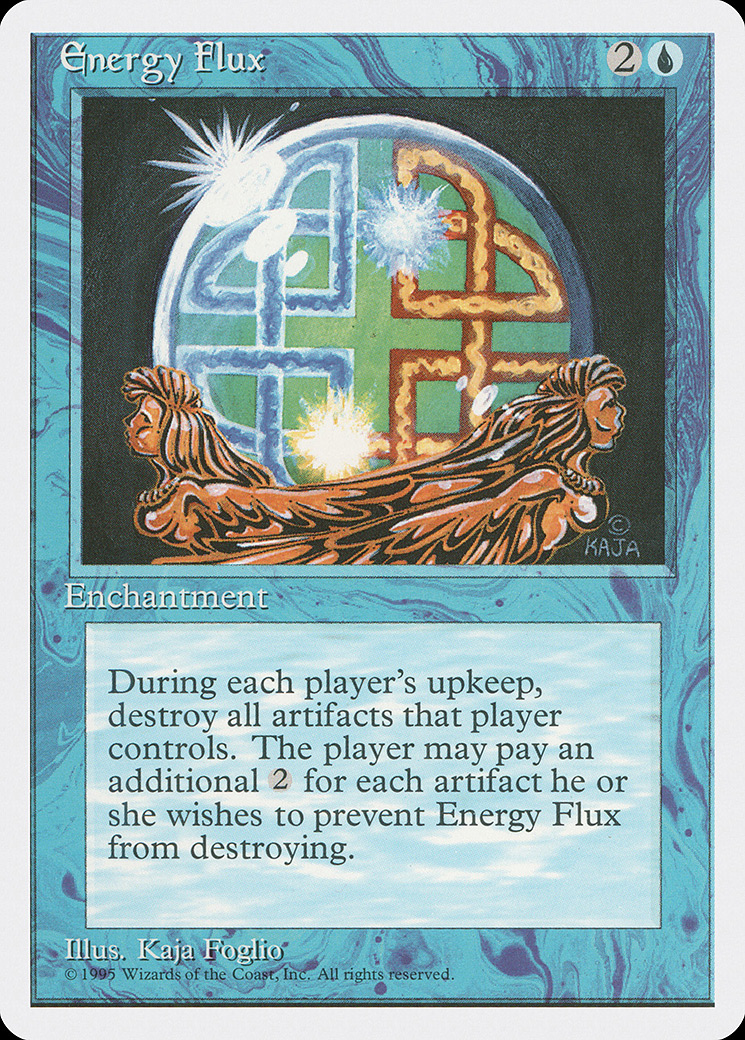 Energy Flux 2
© KAJA
Enchantment
During each player's upkeep,
destroy all artifacts that player
controls. The player may pay an
additional 2 for each artifact he or
she wishes to prevent Energy Flux
from destroying.
Illus. Kaja Foglio
© 1995 Wizards of the Coast, Inc. All rights reserved.